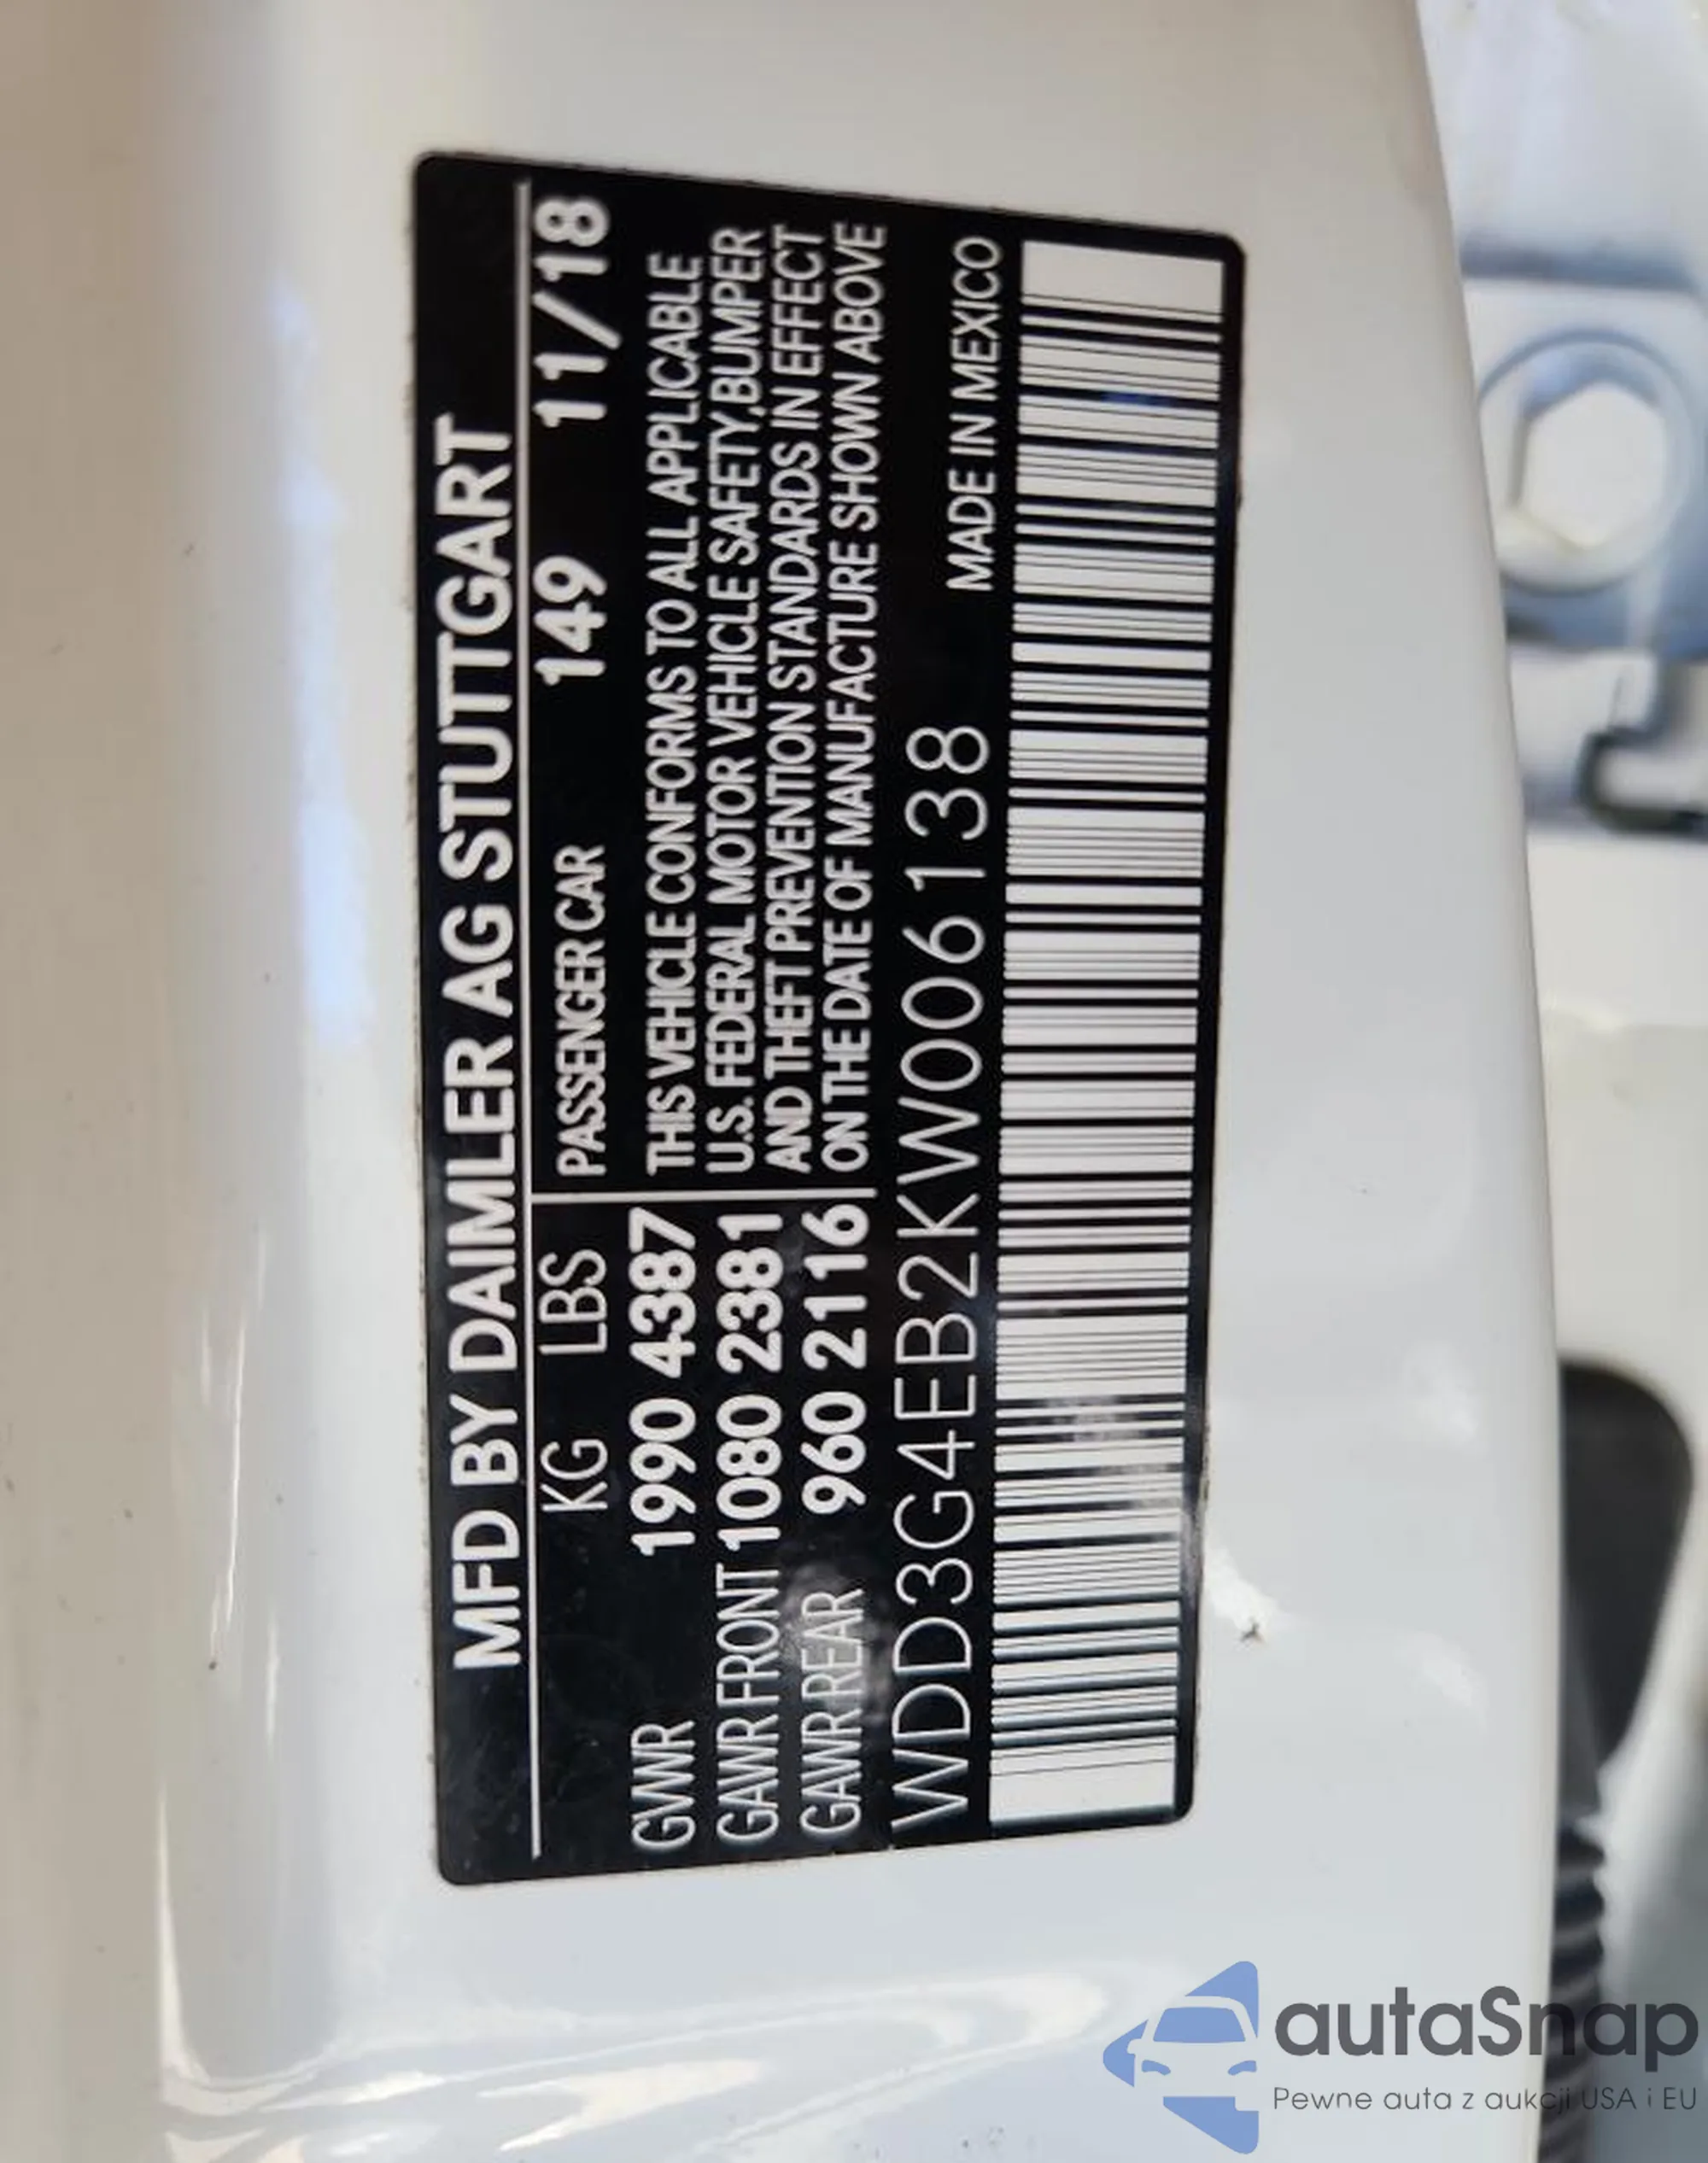 MFD BY DAIMLER AG STUTTGART
KG LBS PASSENGER CAR 149 11/18
GVWR 1990 4387
GAWR FRONT 1080 2381
GAWR REAR 960 2116
THIS VEHICLE CONFORMS TO ALL APPLICABLE
U.S. FEDERAL MOTOR VEHICLE SAFETY,BUMPER
AND THEFT PREVENTION STANDARDS IN EFFECT
ON THE DATE OF MANUFACTURE SHOWN ABOVE
WDD3G4EB2KW006138 MADE IN MEXICO
autaSnap
Pewne auta z aukcji USA i EU